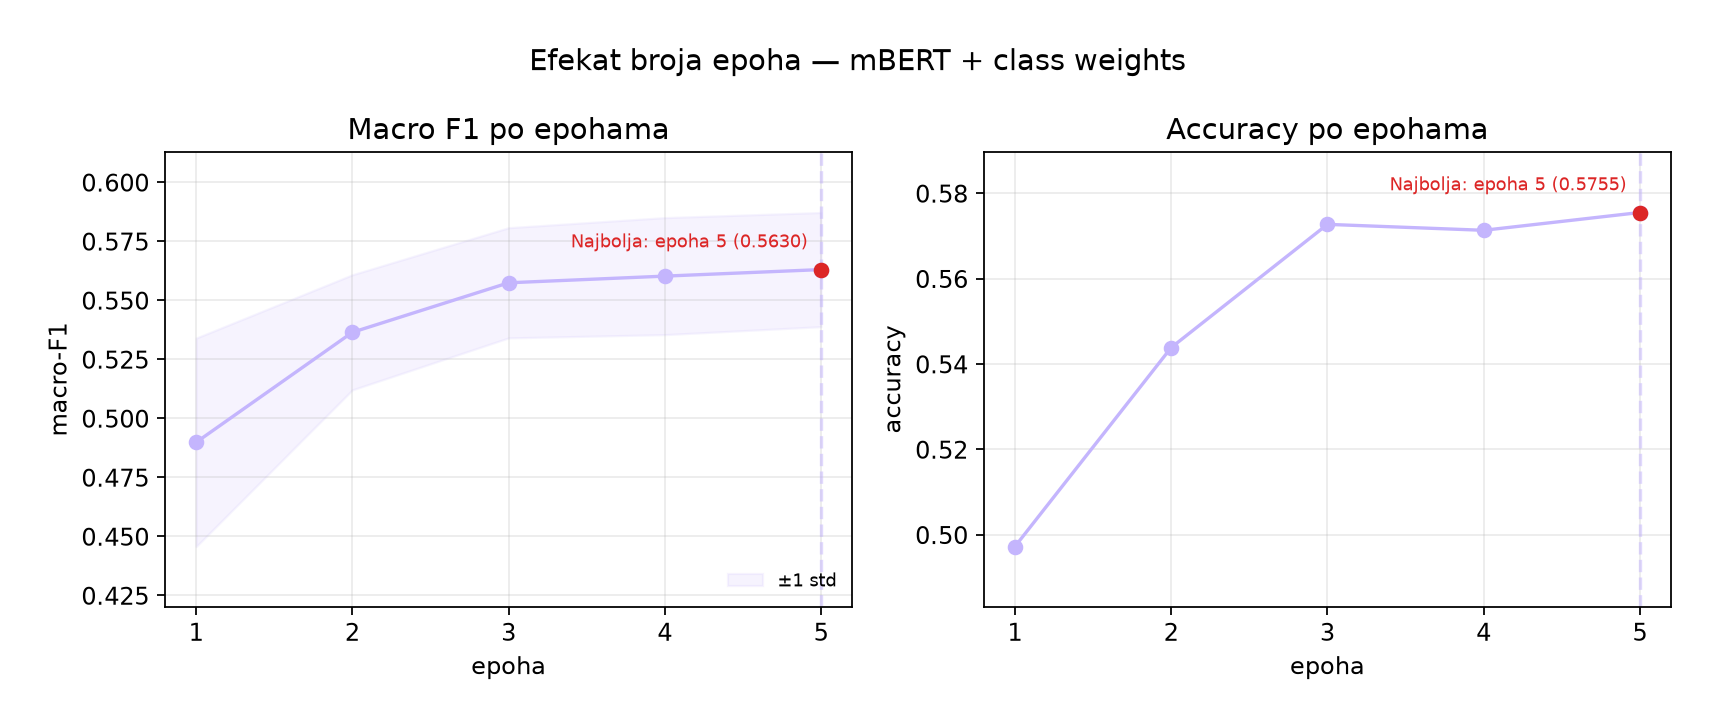 Efekat broja epoha — mBERT + class weights
Macro F1 po epohama
0.600
0.575
0.550
0.525
0.500
0.475
0.450
0.425
macro-F1
Najbolja: epoha 5 (0.5630)
±1 std
1 2 3 4 5
epoha
Accuracy po epohama
0.58
0.56
0.54
0.52
0.50
accuracy
Najbolja: epoha 5 (0.5755)
1 2 3 4 5
epoha